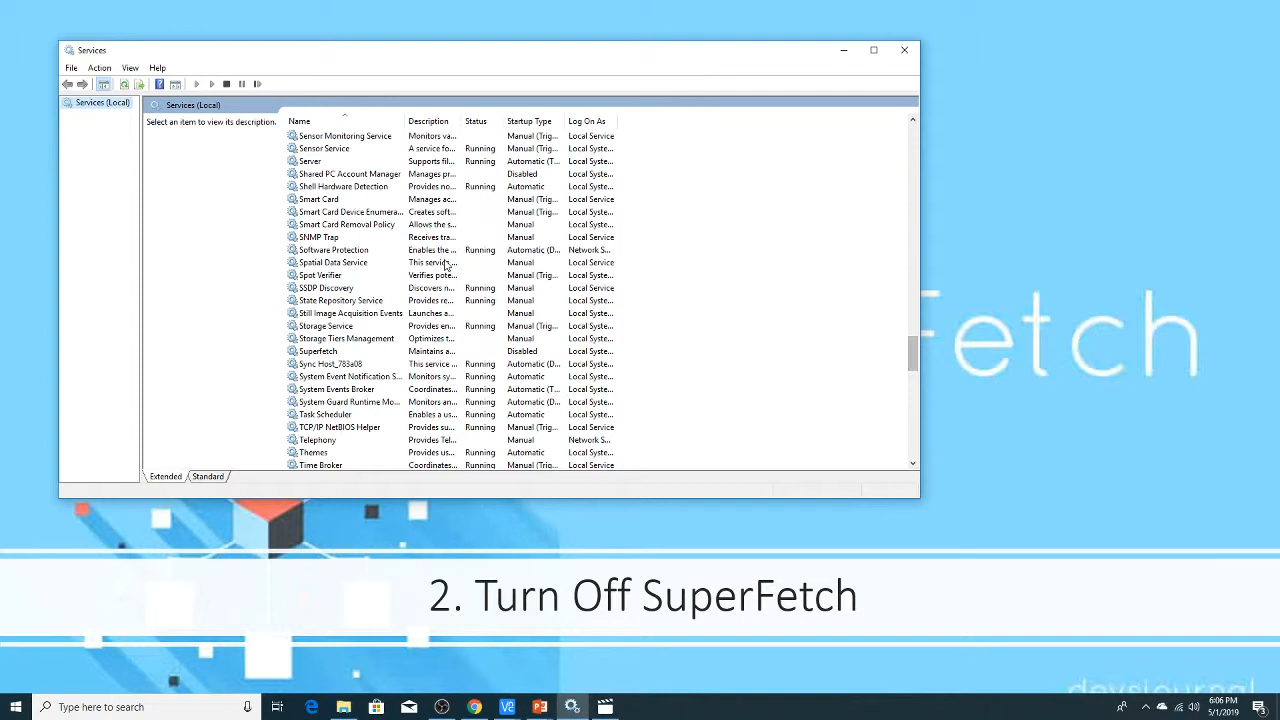 Services
File Action View Help
Services (Local) Services (Local)
Select an item to view its description.
Name Description Status Startup Type Log On As
Sensor Monitoring Service Monitors va... Manual (Trig... Local Service
Sensor Service A service fo... Running Manual (Trig... Local Syste...
Server Supports fil... Running Automatic (T... Local Syste...
Shared PC Account Manager Manages pr... Disabled Local Syste...
Shell Hardware Detection Provides no... Running Automatic Local Syste...
Smart Card Manages ac... Manual (Trig... Local Service
Smart Card Device Enumera... Creates soft... Manual (Trig... Local Syste...
Smart Card Removal Policy Allows the s... Manual Local Syste...
SNMP Trap Receives tra... Manual Local Service
Software Protection Enables the ... Running Automatic (D... Network S...
Spatial Data Service This servic... Manual Local Service
Spot Verifier Verifies pote... Manual (Trig... Local Syste...
SSDP Discovery Discovers n... Running Manual Local Service
State Repository Service Provides re... Running Manual Local Syste...
Still Image Acquisition Events Launches a... Manual Local Syste...
Storage Service Provides en... Running Manual (Trig... Local Syste...
Storage Tiers Management Optimizes t... Manual Local Syste...
Superfetch Maintains a... Disabled Local Syste...
Sync Host_783a08 This service ... Running Automatic (D... Local Syste...
System Event Notification S... Monitors sy... Running Automatic Local Syste...
System Events Broker Coordinates... Running Automatic (T... Local Syste...
System Guard Runtime Mo... Monitors an... Running Automatic (D... Local Syste...
Task Scheduler Enables a us... Running Automatic Local Syste...
TCP/IP NetBIOS Helper Provides su... Running Manual (Trig... Local Service
Telephony Provides Tel... Manual Network S...
Themes Provides us... Running Automatic Local Syste...
Time Broker Coordinates... Running Manual (Trig... Local Service
Extended Standard
Fetch
2. Turn Off SuperFetch
devsjournal
Type here to search
6:06 PM
5/1/2019